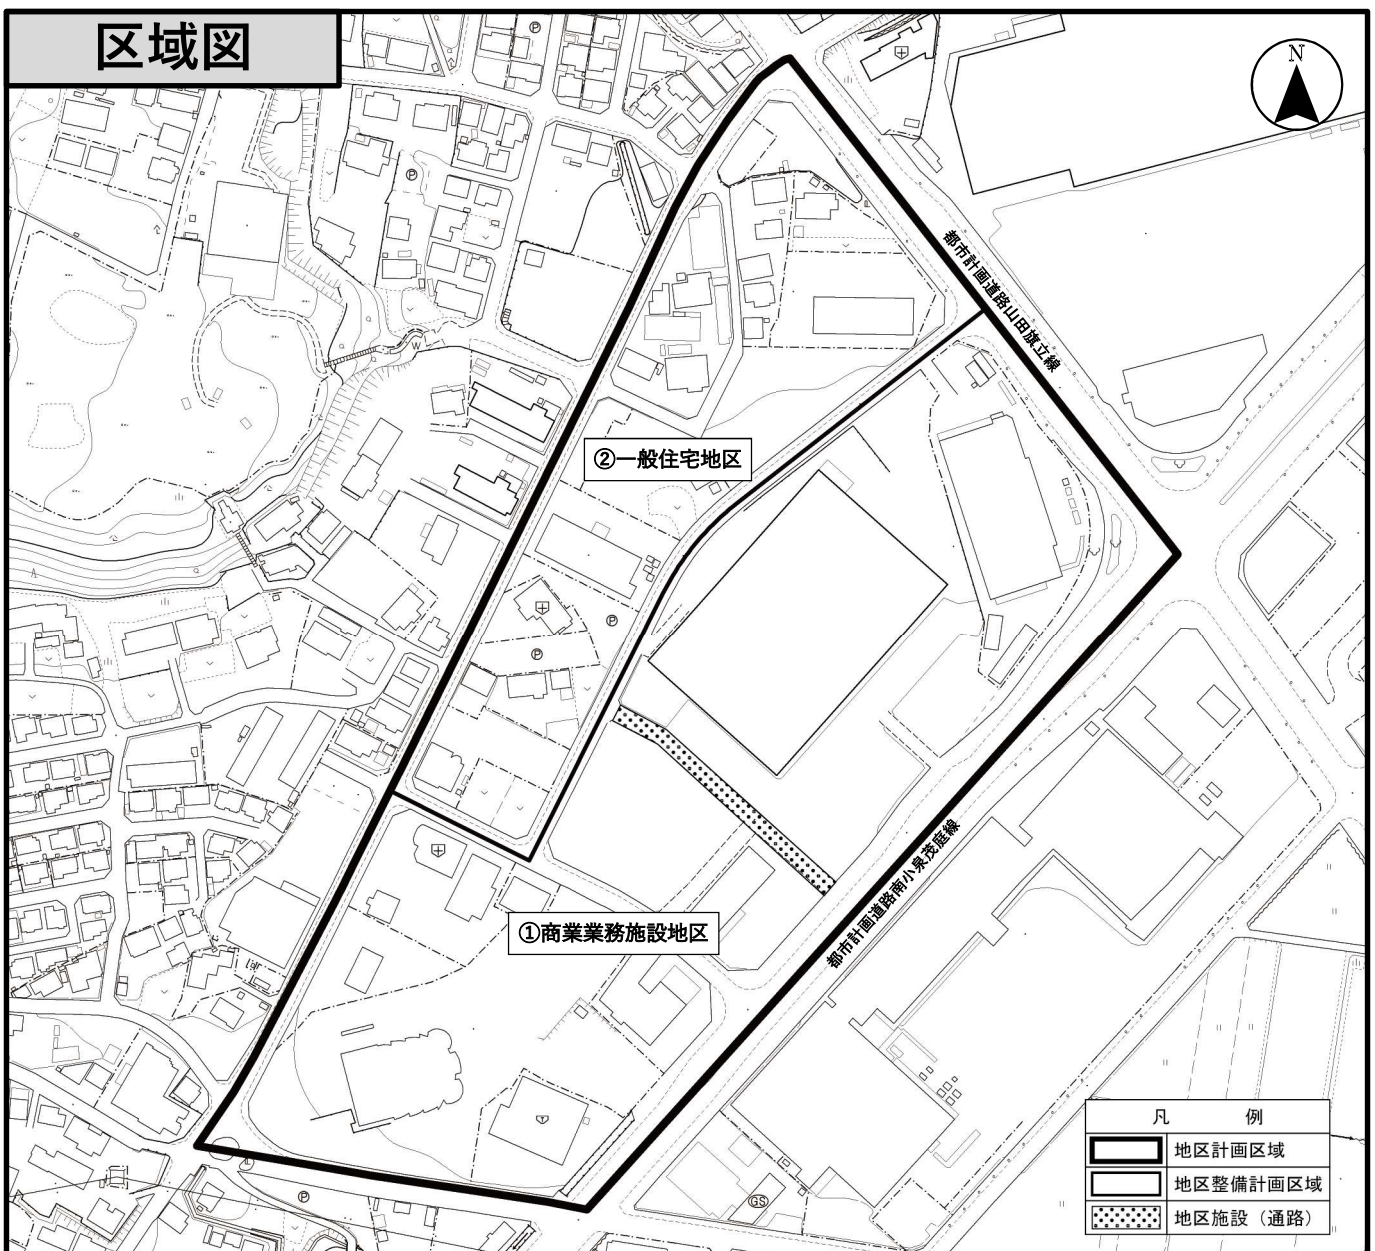 区域図
N
都市計画道路山田旗立線
②一般住宅地区
都市計画道路南小泉茂庭線
①商業業務施設地区
凡 例
地区計画区域
地区整備計画区域
地区施設（通路）
P
P
W
P
P
P
GS